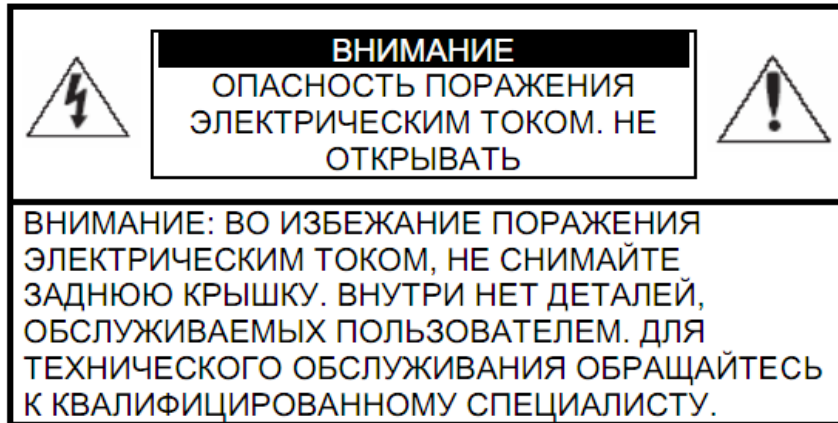 ВНИМАНИЕ
ОПАСНОСТЬ ПОРАЖЕНИЯ
ЭЛЕКТРИЧЕСКИМ ТОКОМ. НЕ
ОТКРЫВАТЬ
ВНИМАНИЕ: ВО ИЗБЕЖАНИЕ ПОРАЖЕНИЯ
ЭЛЕКТРИЧЕСКИМ ТОКОМ, НЕ СНИМАЙТЕ
ЗАДНЮЮ КРЫШКУ. ВНУТРИ НЕТ ДЕТАЛЕЙ,
ОБСЛУЖИВАЕМЫХ ПОЛЬЗОВАТЕЛЕМ. ДЛЯ
ТЕХНИЧЕСКОГО ОБСЛУЖИВАНИЯ ОБРАЩАЙТЕСЬ
К КВАЛИФИЦИРОВАННОМУ СПЕЦИАЛИСТУ.